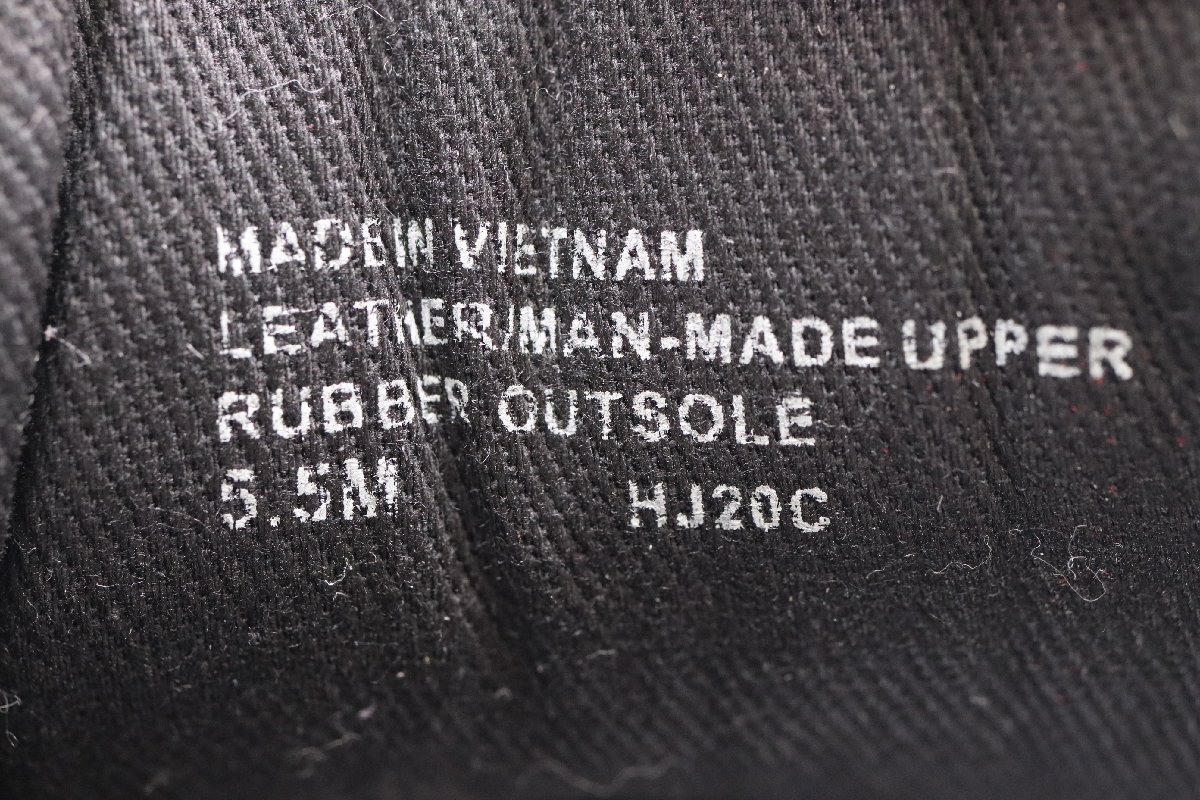 MADE IN VIETNAM
LEATHER/MAN-MADE UPPER
RUBBER OUTSOLE
5.5M HJ20C